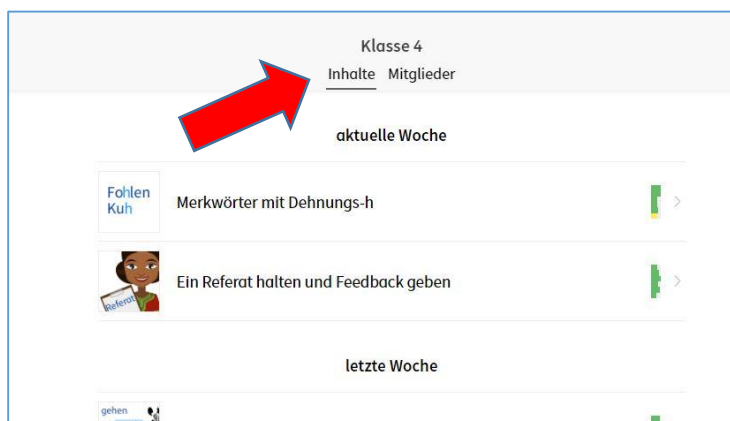 Klasse 4
Inhalte Mitglieder
aktuelle Woche
Fohlen
Kuh
Merkwörter mit Dehnungs-h
Referat
Ein Referat halten und Feedback geben
letzte Woche
gehen